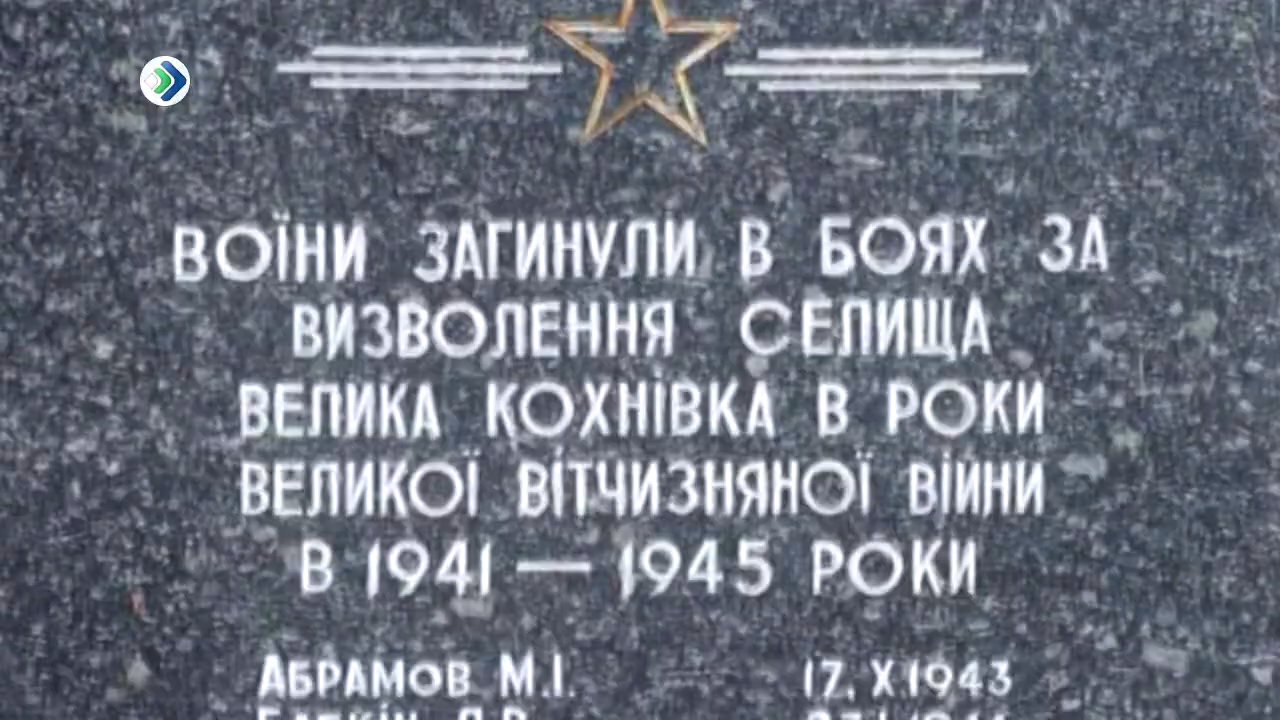 ВОЇНИ ЗАГИНУЛИ В БОЯХ ЗА
ВИЗВОЛЕННЯ СЕЛИЩА
ВЕЛИКА КОХНІВКА В РОКИ
ВЕЛИКОЇ ВІТЧИЗНЯНОЇ ВІЙНИ
В 1941 — 1945 РОКИ
АБРАМОВ М.І. 17.X.1943